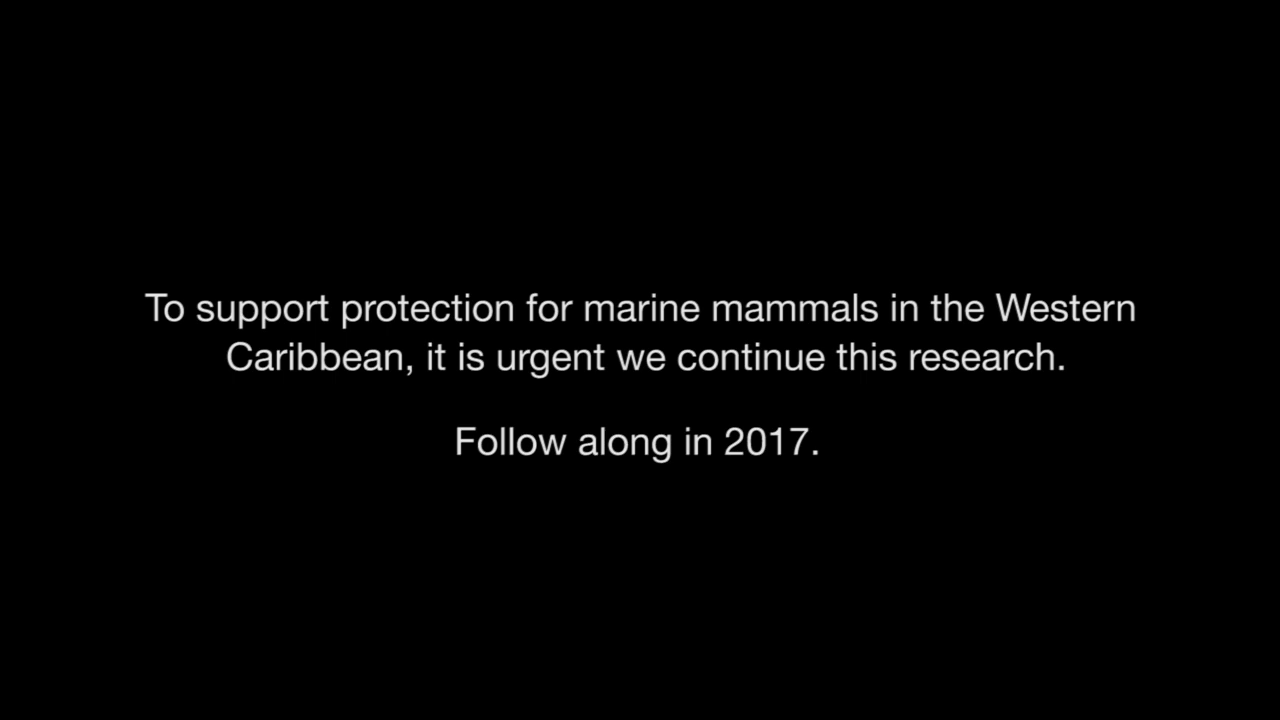 To support protection for marine mammals in the Western
Caribbean, it is urgent we continue this research.
Follow along in 2017.